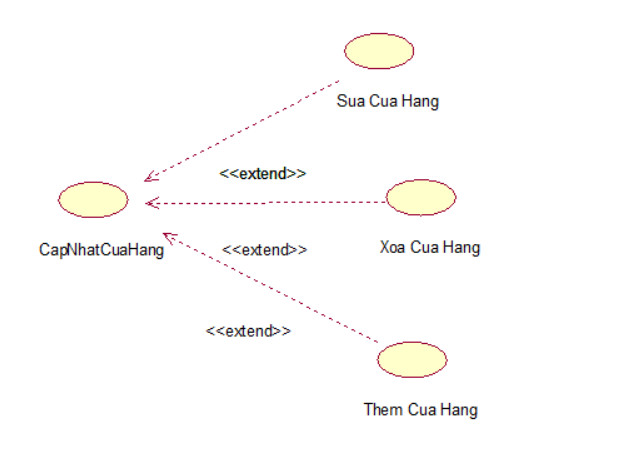 Sua Cua Hang
<<extend>>
CapNhatCuaHang
<<extend>>
Xoa Cua Hang
<<extend>>
Them Cua Hang